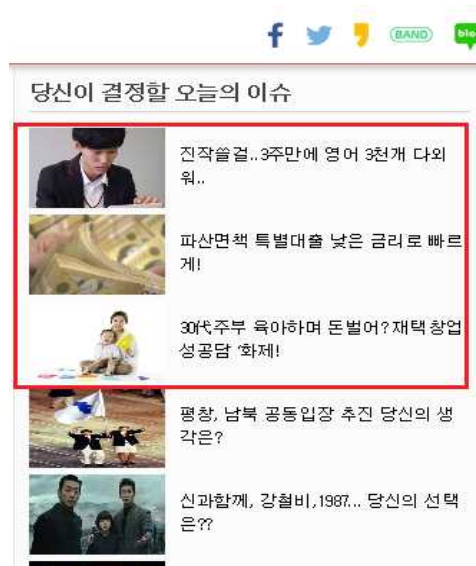 BAND
blo
당신이 결정할 오늘의 이슈
진작쓸걸..3주만에 영어 3천개 다외
워..
파산면책 특별대출 낮은 금리로 빠르
게!
30代주부 육아하며 돈벌어?재택창업
성공담 '화제!
평창, 남북 공동입장 추진 당신의 생
각은?
신과함께, 강철비,1987... 당신의 선택
은??